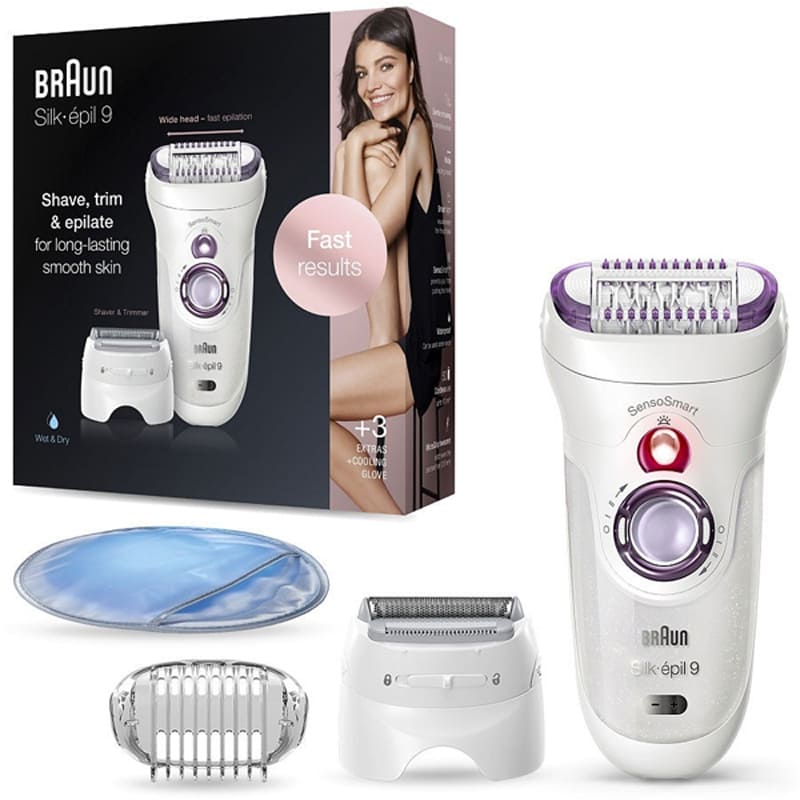 BRAUN
Silk·épil 9
Wide head – fast epilation
Shave, trim
& epilate
for long-lasting
smooth skin
SensoSmart
Shaver & Trimmer
BRAUN
Silk·épil 9
- +
Wet & Dry
Fast
results
+3
EXTRAS
+COOLING
GLOVE
SensoSmart
BRAUN
Silk·épil 9
- +